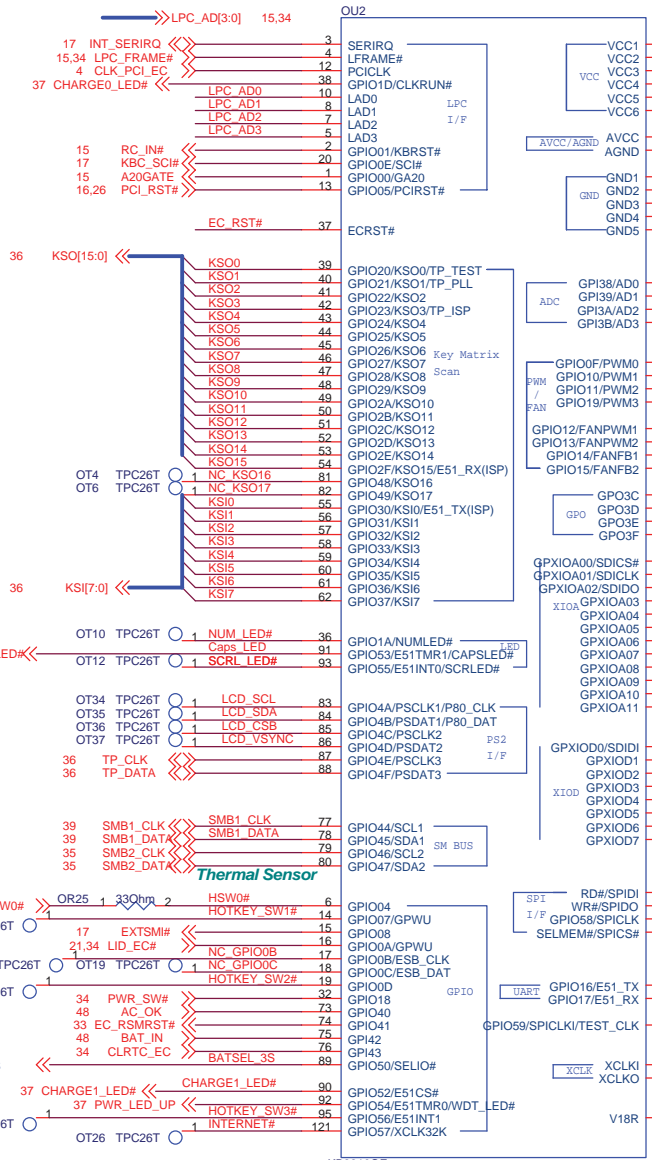 LPC_AD[3:0] 15,34
OU2
17 INT_SERIRQ 3 SERIRQ VCC1
15,34 LPC_FRAME# 4 LFRAME# VCC2
4 CLK_PCI_EC 12 PCICLK VCC VCC3
37 CHARGE0_LED# 38 GPIO1D/CLKRUN# VCC4
LPC_AD0 10 LAD0 LPC VCC5
LPC_AD1 8 LAD1 I/F VCC6
LPC_AD2 7 LAD2
LPC_AD3 5 LAD3 AVCC/AGND AVCC
15 RC_IN# 2 GPIO01/KBRST# AGND
17 KBC_SCI# 20 GPIO0E/SCI#
15 A20GATE 1 GPIO00/GA20 GND1
16,26 PCI_RST# 13 GPIO05/PCIRST# GND GND2
GND3
GND4
EC_RST# 37 ECRST# GND5
36 KSO[15:0]
KSO0 39 GPIO20/KSO0/TP_TEST
KSO1 40 GPIO21/KSO1/TP_PLL GPI38/AD0
KSO2 41 GPIO22/KSO2 ADC GPI39/AD1
KSO3 42 GPIO23/KSO3/TP_ISP GPI3A/AD2
KSO4 43 GPIO24/KSO4 GPI3B/AD3
KSO5 44 GPIO25/KSO5
KSO6 45 GPIO26/KSO6 Key Matrix
KSO7 46 GPIO27/KSO7 Scan GPIO0F/PWM0
KSO8 47 GPIO28/KSO8 PWM GPIO10/PWM1
KSO9 48 GPIO29/KSO9 / GPIO11/PWM2
KSO10 49 GPIO2A/KSO10 FAN GPIO19/PWM3
KSO11 50 GPIO2B/KSO11
KSO12 51 GPIO2C/KSO12 GPIO12/FANPWM1
KSO13 52 GPIO2D/KSO13 GPIO13/FANPWM2
KSO14 53 GPIO2E/KSO14 GPIO14/FANFB1
KSO15 54 GPIO2F/KSO15/E51_RX(ISP) GPIO15/FANFB2
OT4 TPC26T 1 NC_KSO16 81 GPIO48/KSO16
OT6 TPC26T 1 NC_KSO17 82 GPIO49/KSO17 GPO3C
KSI0 55 GPIO30/KSI0/E51_TX(ISP) GPO GPO3D
KSI1 56 GPIO31/KSI1 GPO3E
KSI2 57 GPIO32/KSI2 GPO3F
KSI3 58 GPIO33/KSI3
KSI4 59 GPIO34/KSI4 GPXIOA00/SDICS#
KSI5 60 GPIO35/KSI5 GPXIOA01/SDICLK
KSI6 61 GPIO36/KSI6 GPXIOA02/SDIDO
36 KSI[7:0] KSI7 62 GPIO37/KSI7 XIOA GPXIOA03
GPXIOA04
GPXIOA05
OT10 TPC26T 1 NUM_LED# 36 GPIO1A/NUMLED# LED GPXIOA06
LED# Caps_LED 91 GPIO53/E51TMR1/CAPSLED# GPXIOA07
OT12 TPC26T 1 SCRL_LED# 93 GPIO55/E51INT0/SCRLED# GPXIOA08
GPXIOA09
GPXIOA10
OT34 TPC26T 1 LCD_SCL 83 GPIO4A/PSCLK1/P80_CLK GPXIOA11
OT35 TPC26T 1 LCD_SDA 84 GPIO4B/PSDAT1/P80_DAT
OT36 TPC26T 1 LCD_CSB 85 GPIO4C/PSCLK2 PS2
OT37 TPC26T 1 LCD_VSYNC 86 GPIO4D/PSDAT2 I/F GPXIOD0/SDIDI
36 TP_CLK 87 GPIO4E/PSCLK3 GPXIOD1
36 TP_DATA 88 GPIO4F/PSDAT3 GPXIOD2
XIOD GPXIOD3
GPXIOD4
GPXIOD5
39 SMB1_CLK SMB1_CLK 77 GPIO44/SCL1 GPXIOD6
39 SMB1_DATA SMB1_DATA 78 GPIO45/SDA1 SM BUS GPXIOD7
35 SMB2_CLK 79 GPIO46/SCL2
35 SMB2_DATA 80 GPIO47/SDA2
Thermal Sensor
RD#/SPIDI
W0# OR25 1 33Ohm 2 HSW0# 6 GPIO04 SPI WR#/SPIDO
6T 1 HOTKEY_SW1# 14 GPIO07/GPWU I/F GPIO58/SPICLK
17 EXTSMI# 15 GPIO08 SELMEM#/SPICS#
21,34 LID_EC# 16 GPIO0A/GPWU
1 NC_GPIO0B 17 GPIO0B/ESB_CLK
TPC26T OT19 TPC26T 1 NC_GPIO0C 18 GPIO0C/ESB_DAT
6T 1 HOTKEY_SW2# 19 GPIO0D GPIO UART GPIO16/E51_TX
34 PWR_SW# 32 GPIO18 GPIO17/E51_RX
48 AC_OK 73 GPIO40
33 EC_RSMRST# 74 GPIO41 GPIO59/SPICLKI/TEST_CLK
48 BAT_IN 75 GPI42
34 CLRTC_EC 76 GPI43
BATSEL_3S 89 GPIO50/SELIO# XCLK XCLKI
XCLKO
37 CHARGE1_LED# CHARGE1_LED# 90 GPIO52/E51CS#
37 PWR_LED_UP 92 GPIO54/E51TMR0/WDT_LED#
6T 1 HOTKEY_SW3# 95 GPIO56/E51INT1 V18R
OT26 TPC26T 1 INTERNET# 121 GPIO57/XCLK32K